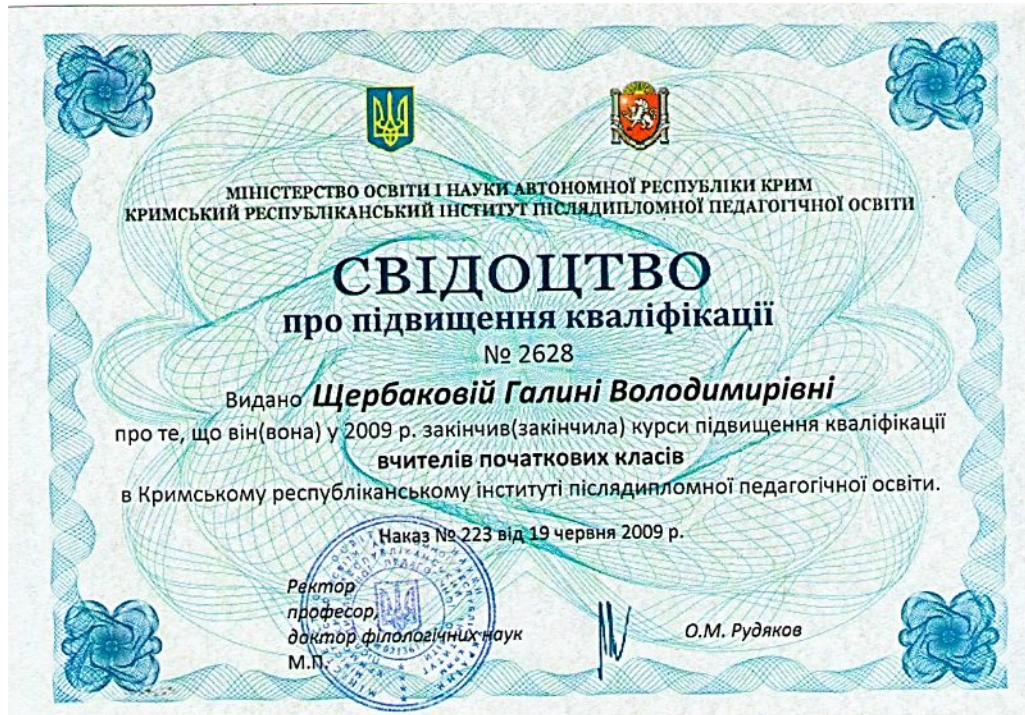 МІНІСТЕРСТВО ОСВІТИ І НАУКИ АВТОНОМНОЇ РЕСПУБЛІКИ КРИМ
КРИМСЬКИЙ РЕСПУБЛІКАНСЬКИЙ ІНСТИТУТ ПІСЛЯДИПЛОМНОЇ ПЕДАГОГІЧНОЇ ОСВІТИ
СВІДОЦТВО
про підвищення кваліфікації
№ 2628
Видано Щербаковій Галині Володимирівні
про те, що він(вона) у 2009 р. закінчив(закінчила) курси підвищення кваліфікації
вчителів початкових класів
в Кримському республіканському інституті післядипломної педагогічної освіти.
Наказ № 223 від 19 червня 2009 р.
Ректор
професор,
доктор філологічних наук
О.М. Рудяков
М.П.